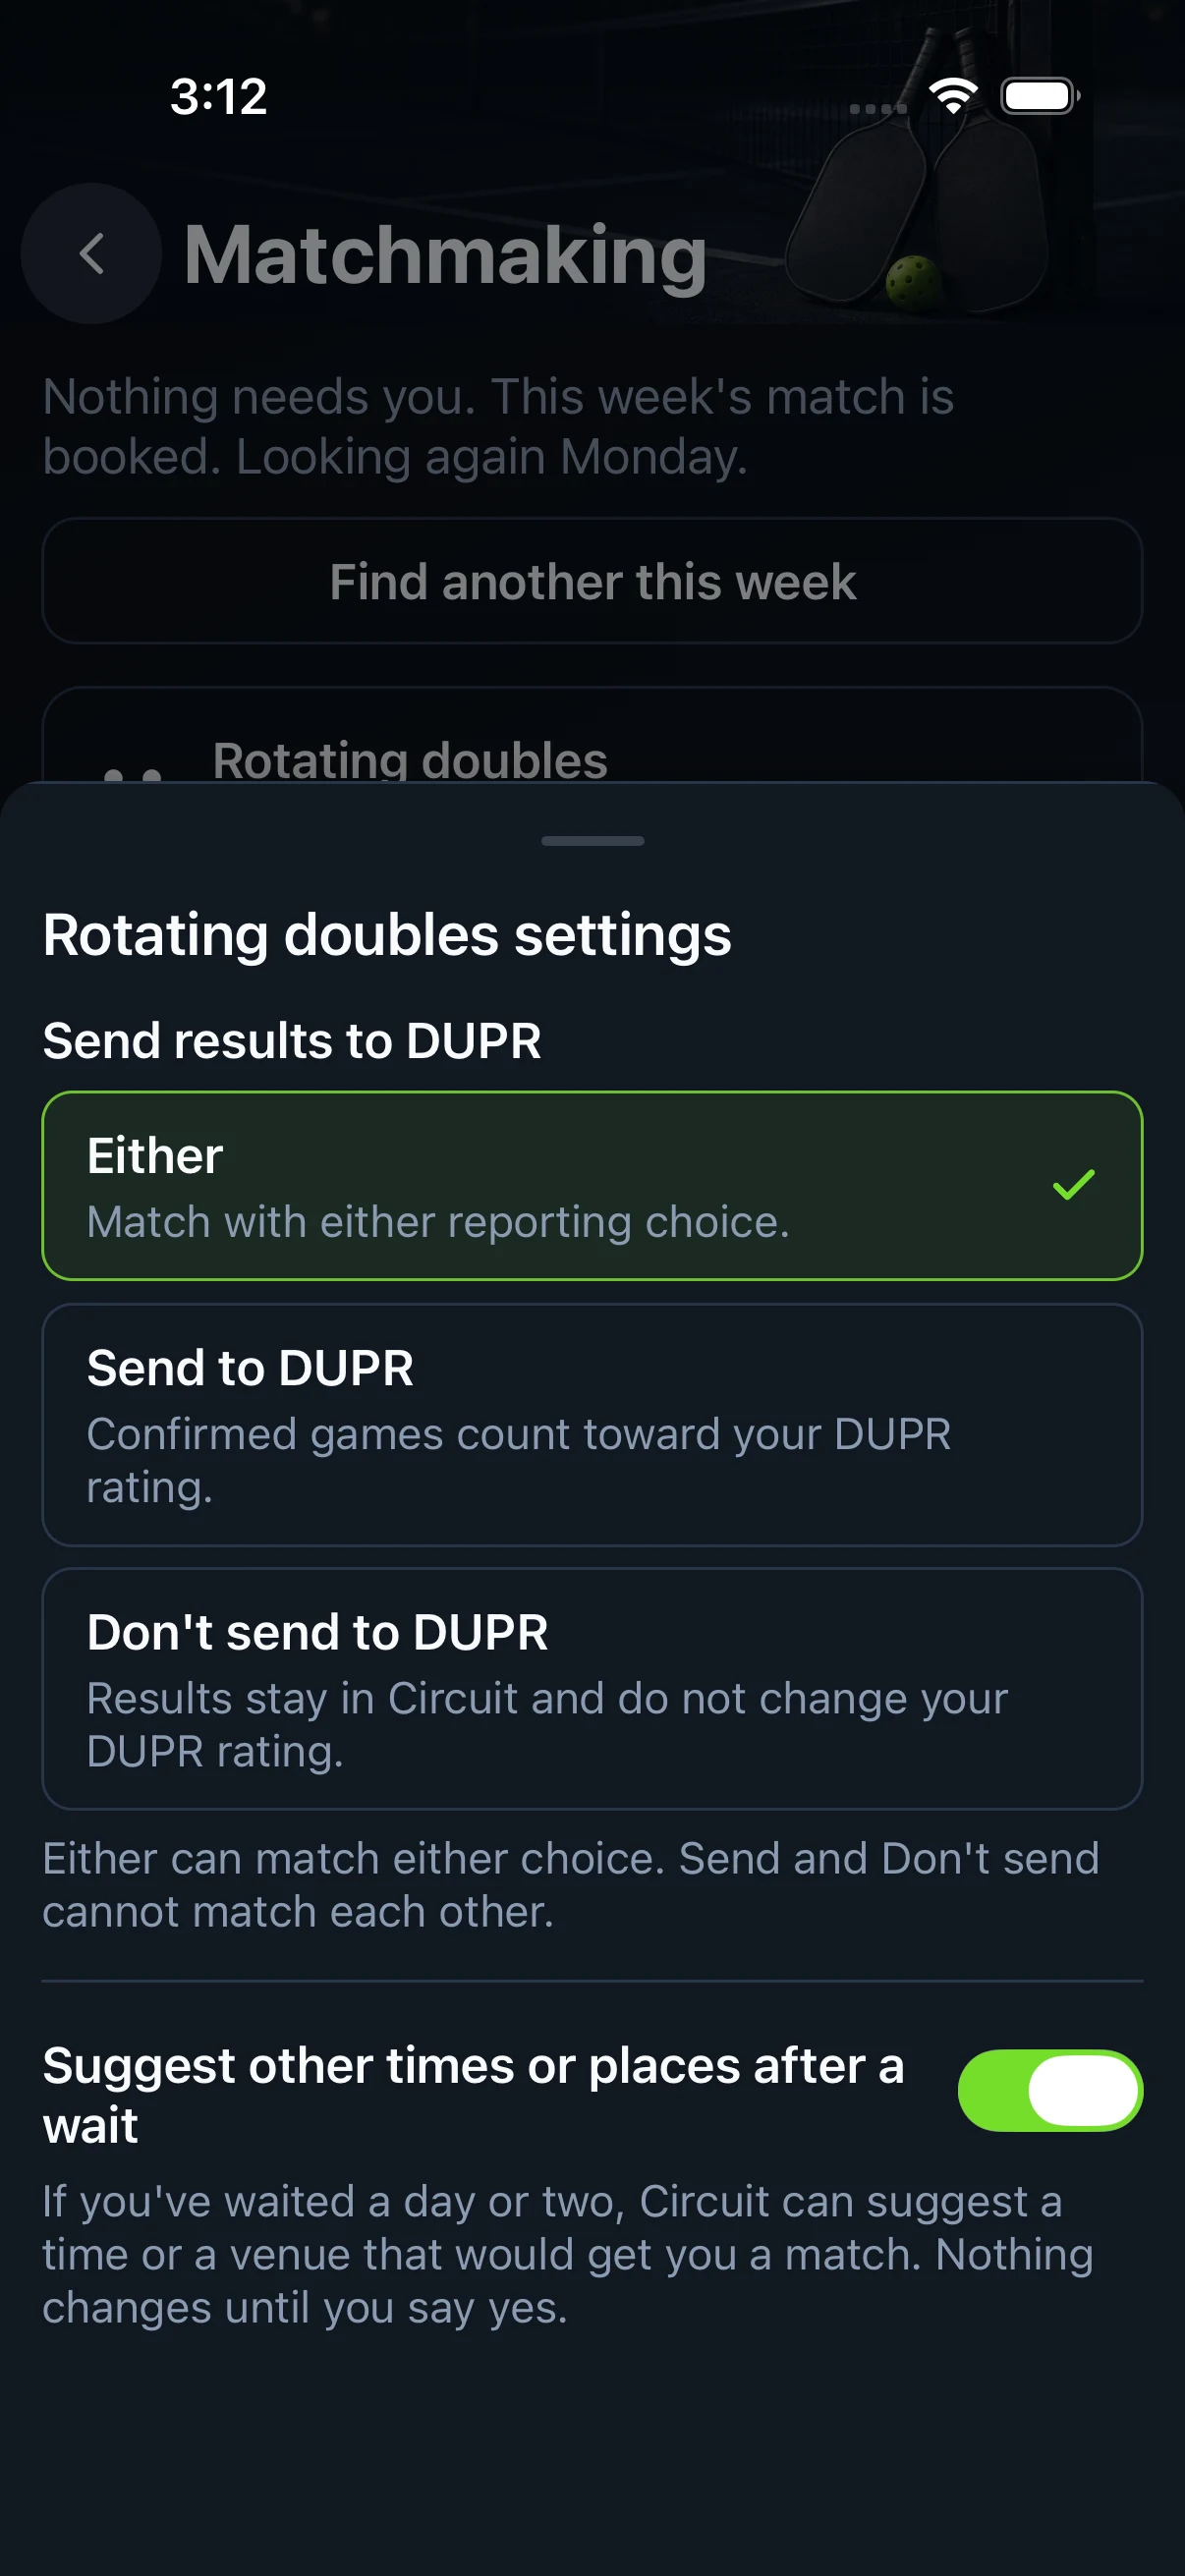 3:12
Matchmaking
Nothing needs you. This week's match is
booked. Looking again Monday.
Find another this week
Rotating doubles
Rotating doubles settings
Send results to DUPR
Either
Match with either reporting choice.
Send to DUPR
Confirmed games count toward your DUPR
rating.
Don't send to DUPR
Results stay in Circuit and do not change your
DUPR rating.
Either can match either choice. Send and Don't send
cannot match each other.
Suggest other times or places after a
wait
If you've waited a day or two, Circuit can suggest a
time or a venue that would get you a match. Nothing
changes until you say yes.